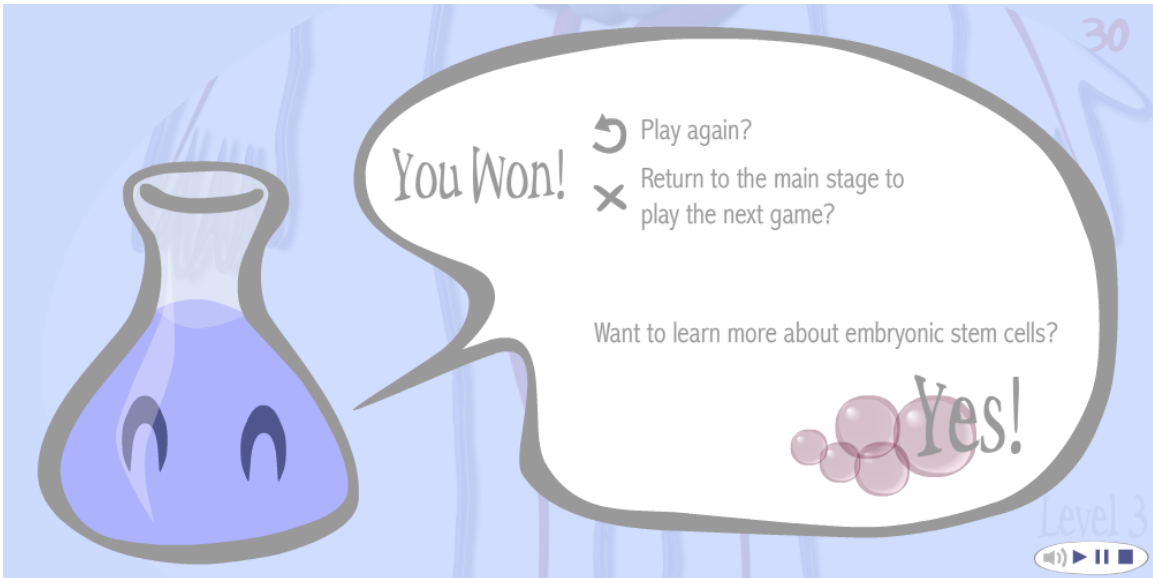 30
You Won!
Play again?
Return to the main stage to
play the next game?
Want to learn more about embryonic stem cells?
Yes!
Level 3